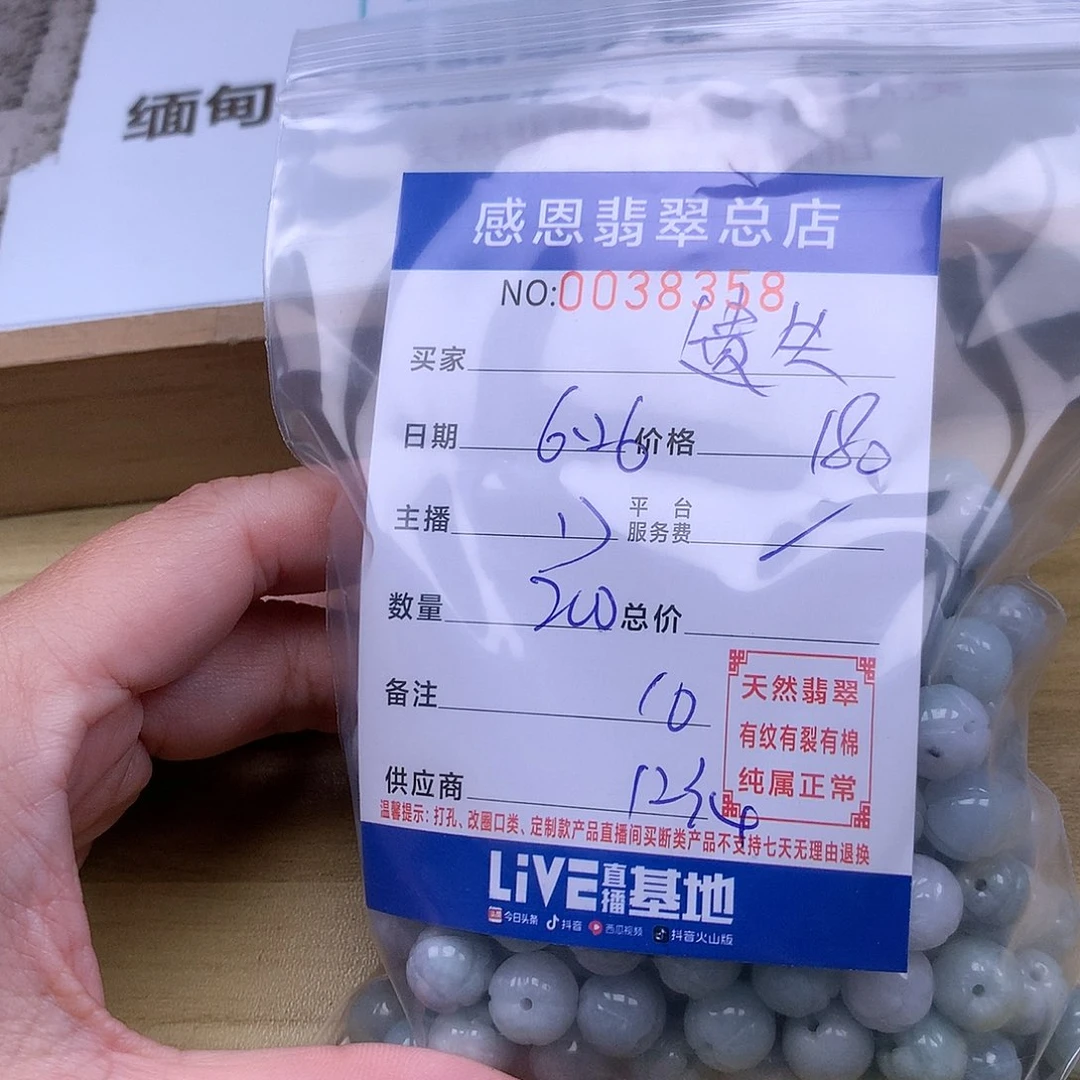 缅甸
感恩翡翠总店
NO:0038358
买家 遗失
日期 6.26 价格 180
主播 平台服务费 /
数量 200 总价
备注 10
供应商
天然翡翠
有纹有裂有棉
纯属正常
温馨提示: 打孔、改圈口类、定制款产品直播间买断类产品不支持七天无理由退换
LiVE直播基地
今日头条 抖音 西瓜视频 抖音火山版